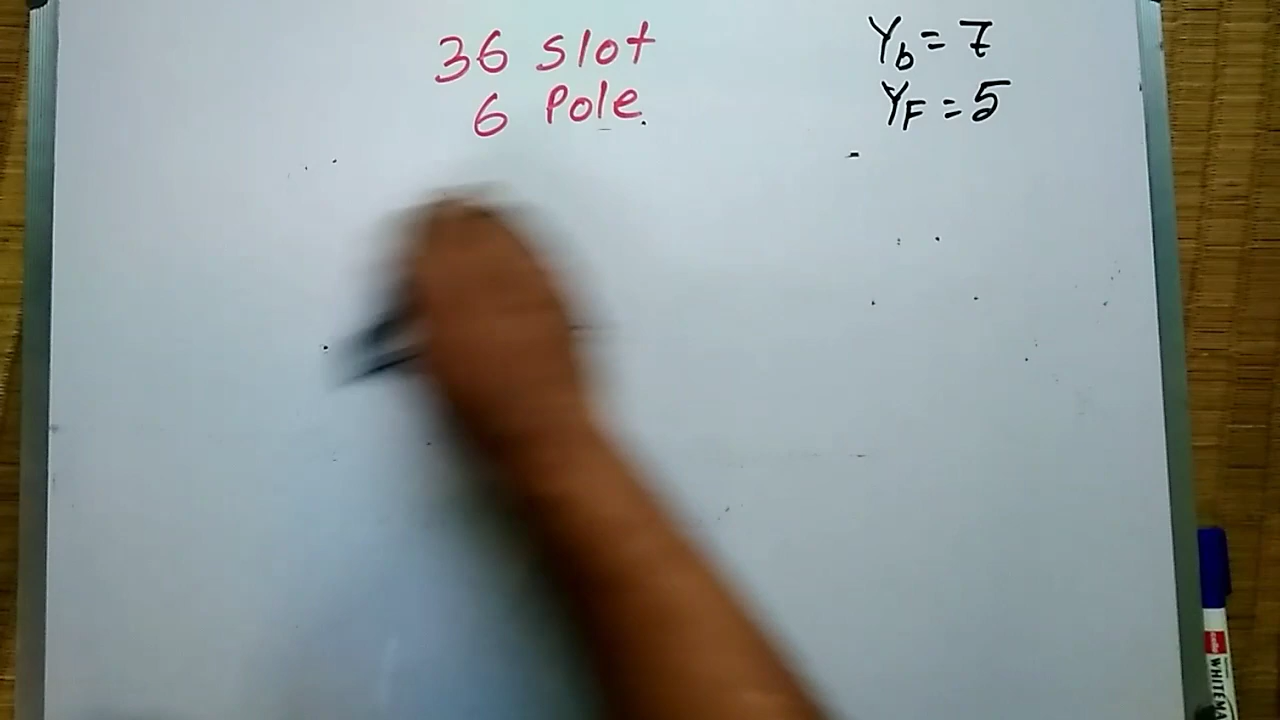 36 Slot
6 Pole
Yb = 7
YF = 5
WHITEMA